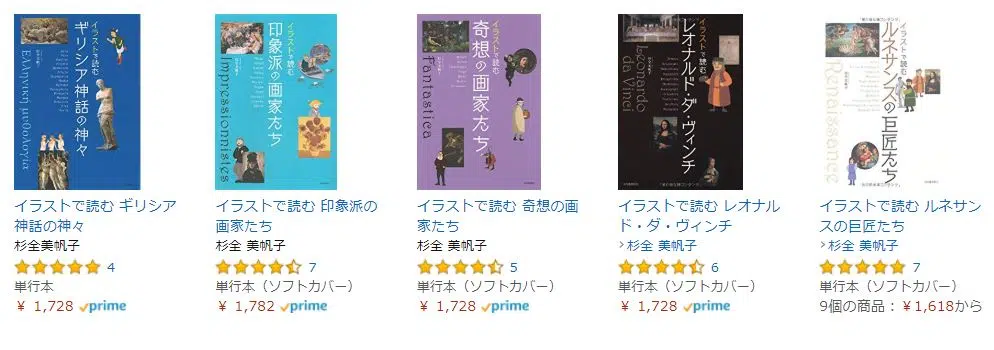 イラストで読む
ギリシア神話の神々
Ελληνική μυθολογία
イラストで読む
印象派の画家たち
Impressionnistes
イラストで読む
奇想の画家たち
Fantastica
イラストで読む
レオナルド・ダ・ヴィンチ
Leonardo
da Vinci
イラストで読む
ルネサンスの巨匠たち
Renaissance
イラストで読む ギリシア
神話の神々
杉全美帆子
4
単行本
¥ 1,728 prime
イラストで読む 印象派の
画家たち
杉全 美帆子
7
単行本（ソフトカバー）
¥ 1,782 prime
イラストで読む 奇想の画
家たち
杉全 美帆子
5
単行本（ソフトカバー）
¥ 1,728 prime
イラストで読む レオナル
ド・ダ・ヴィンチ
› 杉全 美帆子
6
単行本（ソフトカバー）
¥ 1,728 prime
イラストで読む ルネサン
スの巨匠たち
› 杉全 美帆子
7
単行本（ソフトカバー）
9個の商品：¥1,618から